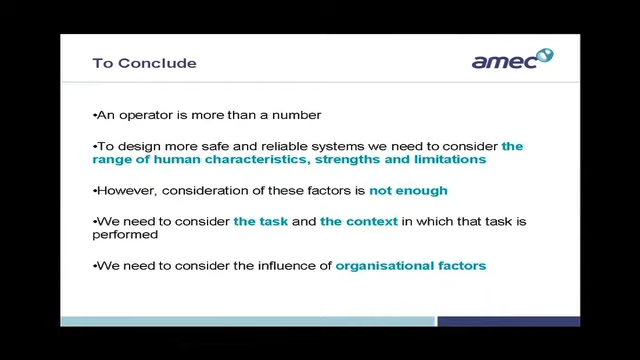 To Conclude
amec
•An operator is more than a number
•To design more safe and reliable systems we need to consider the
range of human characteristics, strengths and limitations
•However, consideration of these factors is not enough
•We need to consider the task and the context in which that task is
performed
•We need to consider the influence of organisational factors